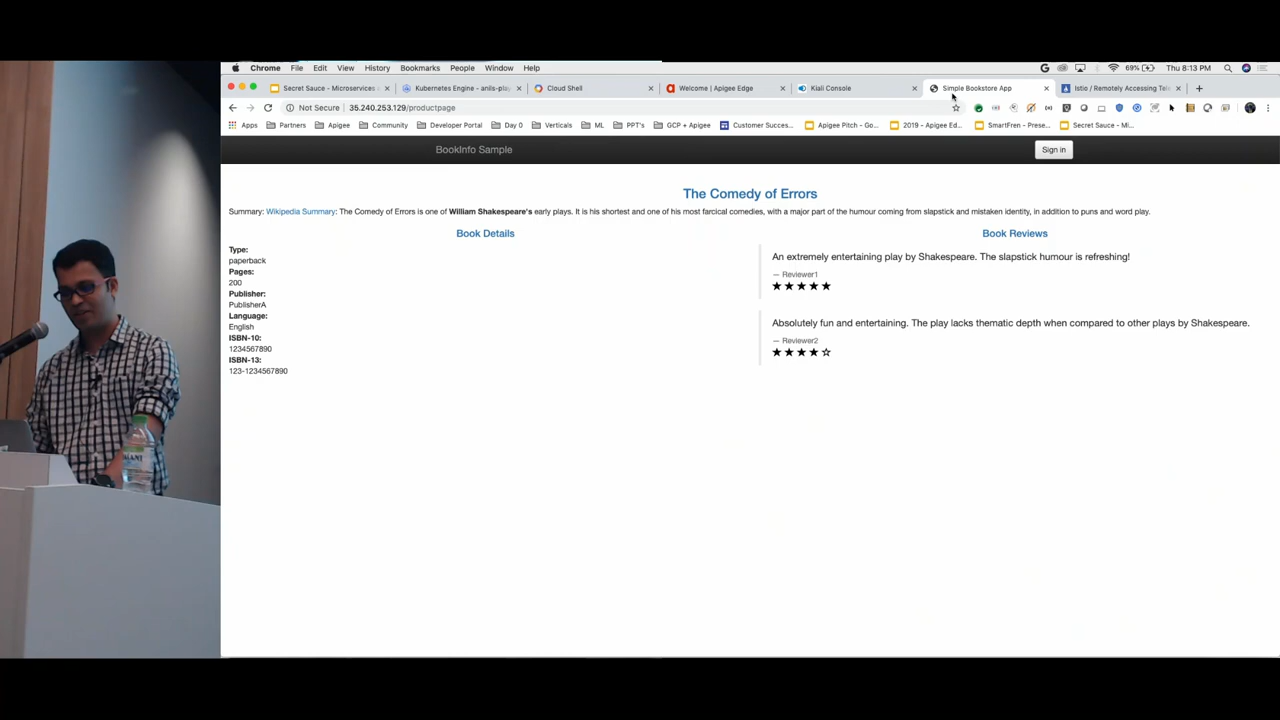 Chrome File Edit View History Bookmarks People Window Help 69% Thu 8:13 PM
Secret Sauce - Microservices Kubernetes Engine - anils-play Cloud Shell Welcome | Apigee Edge Kiali Console Simple Bookstore App Istio / Remotely Accessing Tele
Not Secure 35.240.253.129/productpage
Apps Partners Apigee Community Developer Portal Day 0 Verticals ML PPT's GCP + Apigee Customer Succes... Apigee Pitch - Go... 2019 - Apigee Ed... SmartFren - Prese... Secret Sauce - Mi...
BookInfo Sample Sign in
The Comedy of Errors
Summary: Wikipedia Summary: The Comedy of Errors is one of William Shakespeare's early plays. It is his shortest and one of his most farcical comedies, with a major part of the humour coming from slapstick and mistaken identity, in addition to puns and word play.
Book Details
Type:
paperback
Pages:
200
Publisher:
PublisherA
Language:
English
ISBN-10:
1234567890
ISBN-13:
123-1234567890
Book Reviews
An extremely entertaining play by Shakespeare. The slapstick humour is refreshing!
— Reviewer1
★★★★★
Absolutely fun and entertaining. The play lacks thematic depth when compared to other plays by Shakespeare.
— Reviewer2
★★★★☆